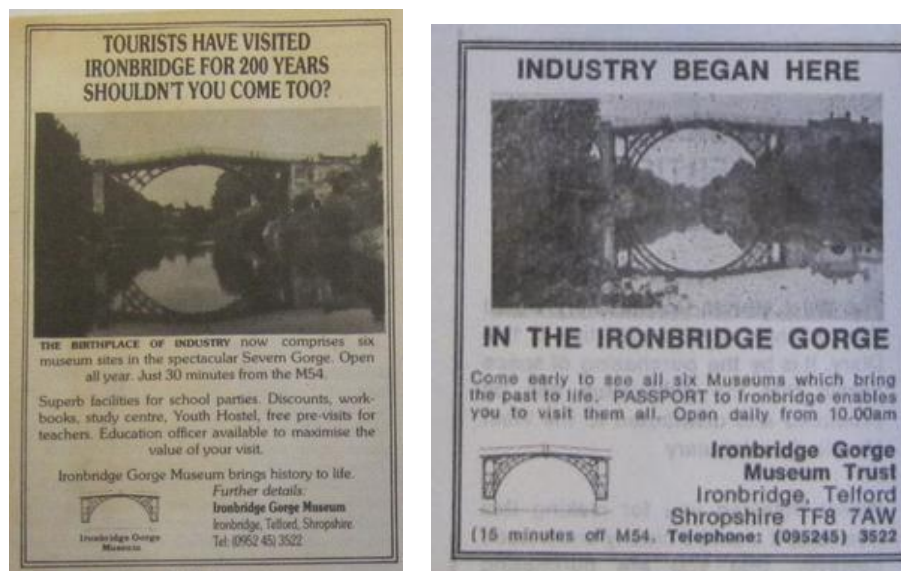 TOURISTS HAVE VISITED
IRONBRIDGE FOR 200 YEARS
SHOULDN'T YOU COME TOO?
THE BIRTHPLACE OF INDUSTRY now comprises six
museum sites in the spectacular Severn Gorge. Open
all year. Just 30 minutes from the M54.
Superb facilities for school parties. Discounts, work-
books, study centre, Youth Hostel, free pre-visits for
teachers. Education officer available to maximise the
value of your visit.
Ironbridge Gorge Museum brings history to life.
Further details:
Ironbridge Gorge Museum
Ironbridge, Telford, Shropshire.
Tel: (0952 45) 3522
Ironbridge Gorge
Museum
INDUSTRY BEGAN HERE
IN THE IRONBRIDGE GORGE
Come early to see all six Museums which bring
the past to life. PASSPORT to Ironbridge enables
you to visit them all. Open daily from 10.00am
Ironbridge Gorge
Museum Trust
Ironbridge, Telford
Shropshire TF8 7AW
(15 minutes off M54. Telephone: (095245) 3522